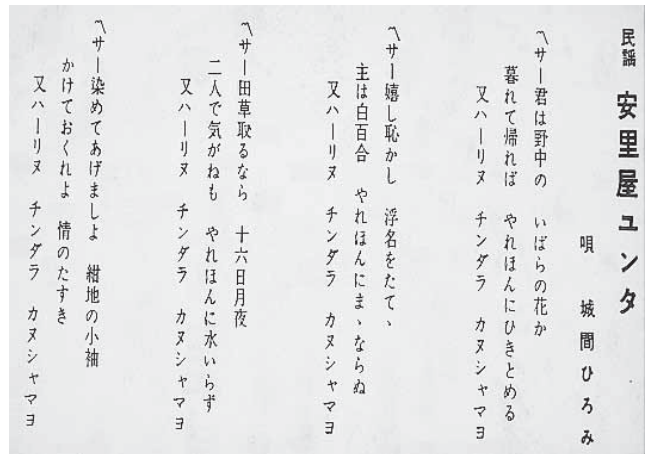 民謡 安里屋ユンタ
唄 城間ひろみ
〽サー君は野中の いばらの花か
暮れて帰れば やれほんにひきとめる
又ハーリヌ チンダラ カヌシャマヨ
〽サー嬉し恥かし 浮名をたてゝ
主は白百合 やれほんにまゝならぬ
又ハーリヌ チンダラ カヌシャマヨ
〽サー田草取るなら 十六日月夜
二人で気がねも やれほんに水いらず
又ハーリヌ チンダラ カヌシャマヨ
〽サー染めてあげましよ 紺地の小袖
かけておくれよ 情のたすき
又ハーリヌ チンダラ カヌシャマヨ